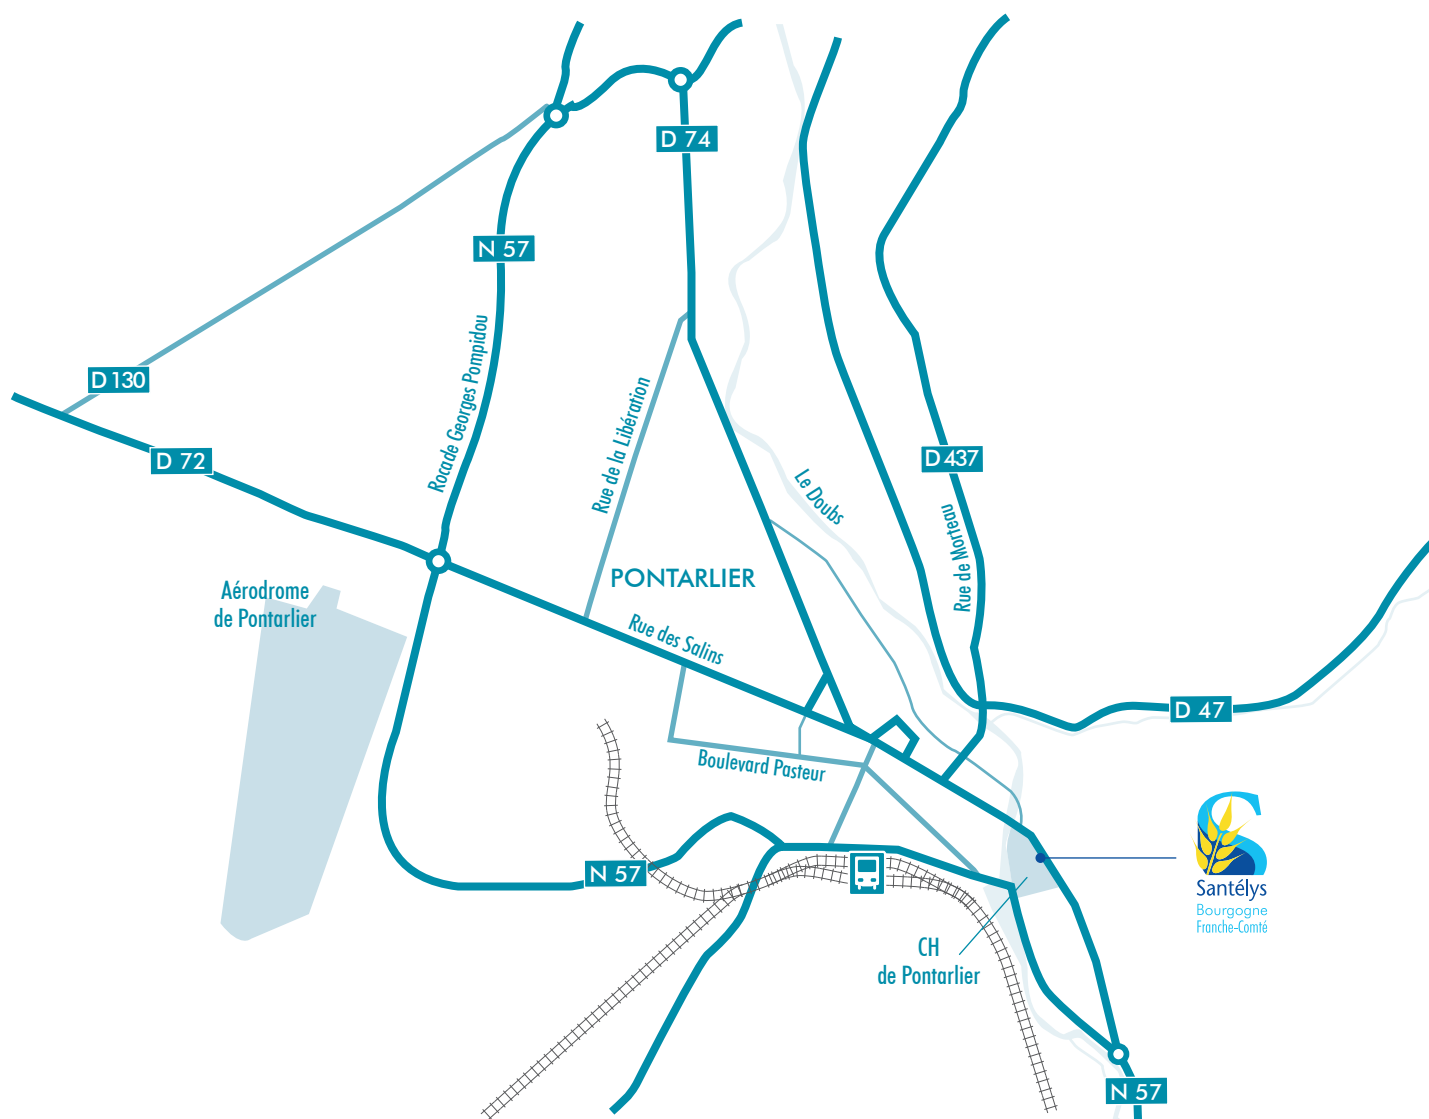 D 74
N 57
Rocade Georges Pompidou
D 130
Rue de la Libération
D 72
D 437
Le Doubs
Rue de Morteau
PONTARLIER
Aérodrome
de Pontarlier
Rue des Salins
D 47
Boulevard Pasteur
N 57
Santélys
Bourgogne
Franche-Comté
CH
de Pontarlier
N 57